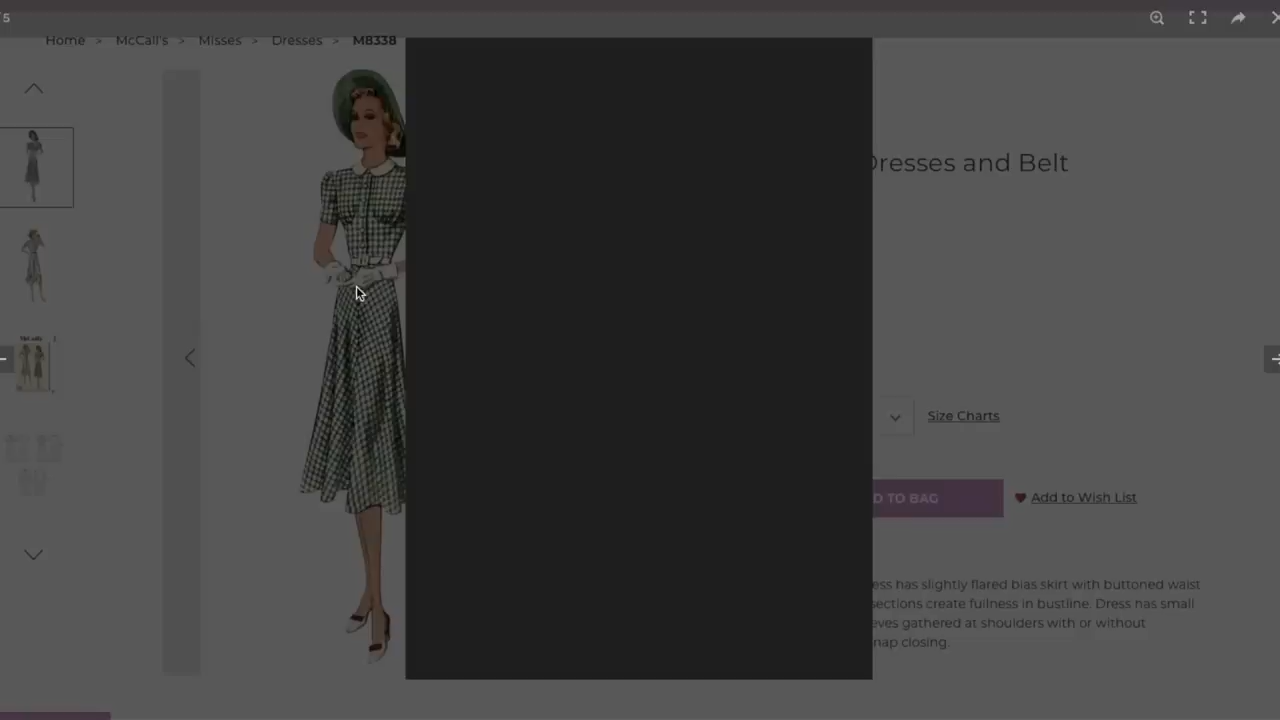 5
Home > McCall's > Misses > Dresses > M8338
Dresses and Belt
Size Charts
D TO BAG
Add to Wish List
ess has slightly flared bias skirt with buttoned waist
sections create fullness in bustline. Dress has small
eves gathered at shoulders with or without
nap closing.